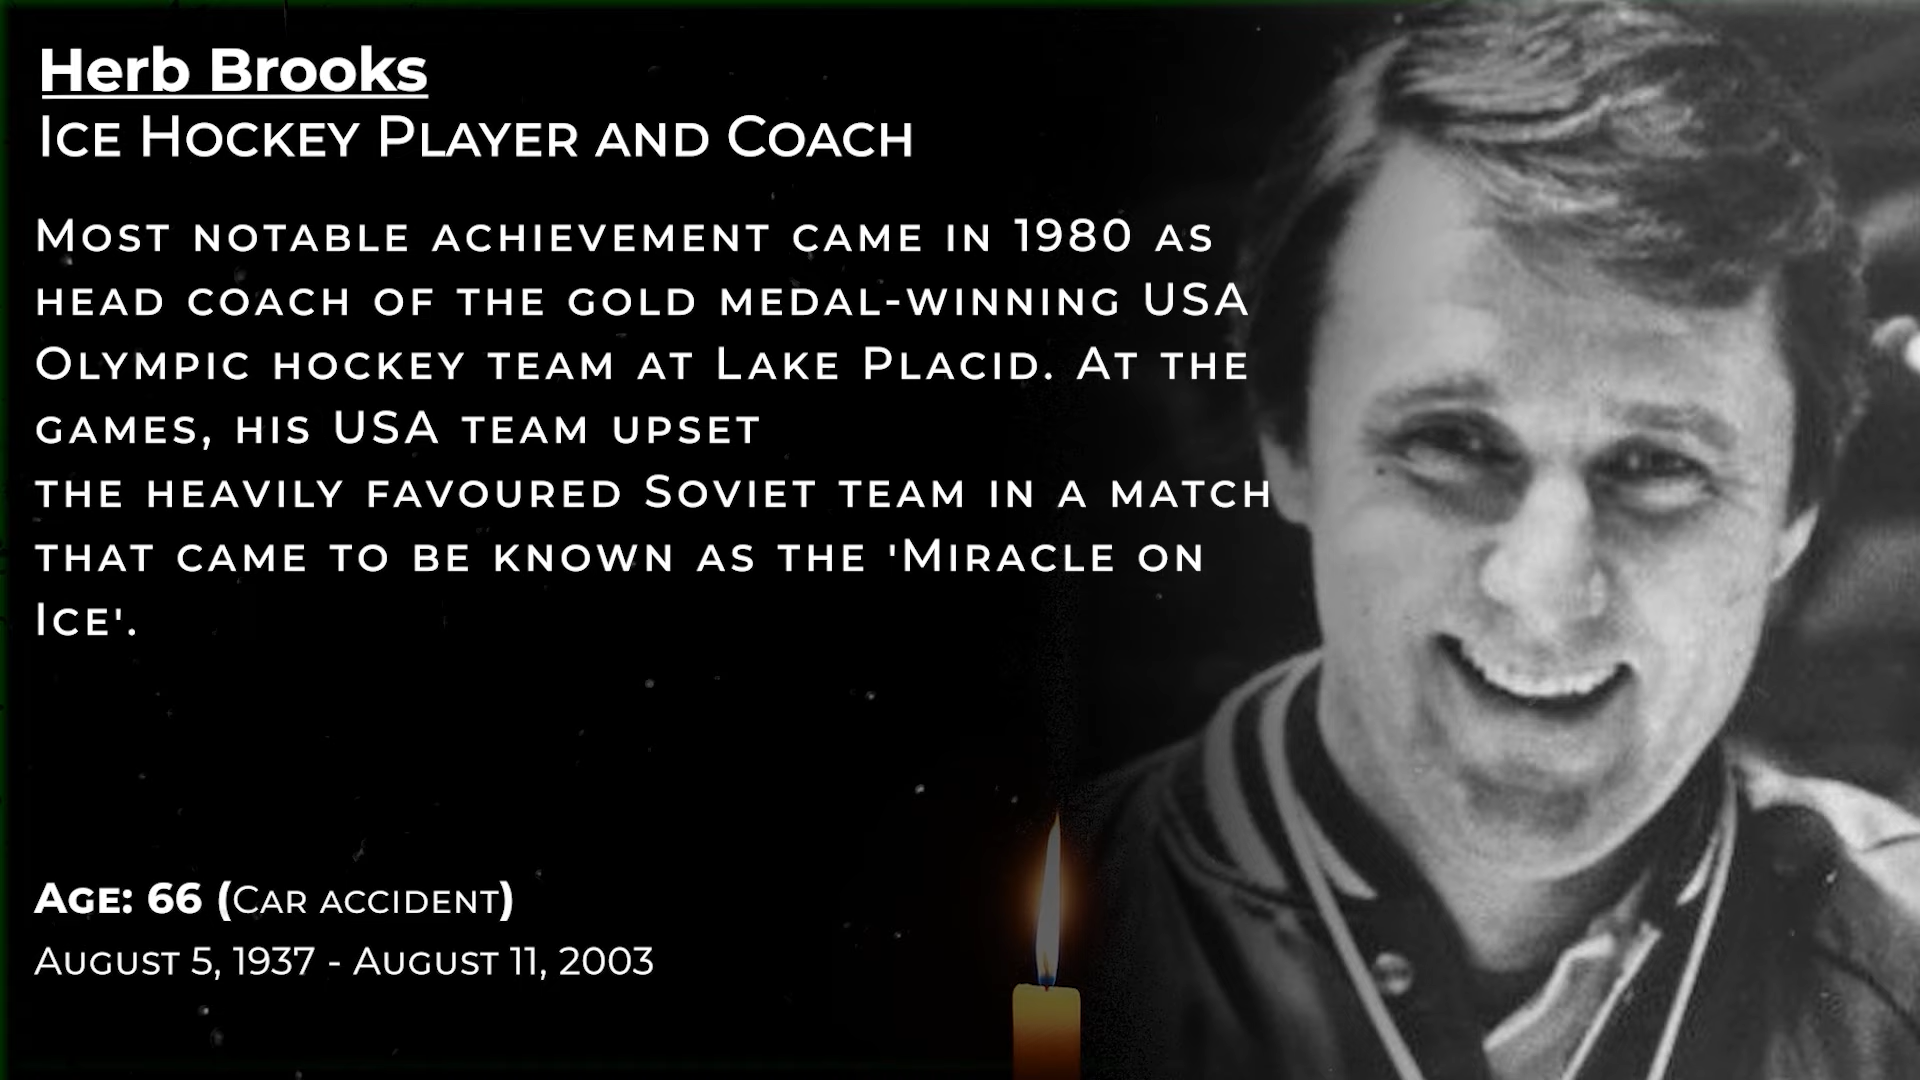 Herb Brooks
Ice Hockey Player and Coach
Most notable achievement came in 1980 as
head coach of the gold medal-winning USA
Olympic hockey team at Lake Placid. At the
games, his USA team upset
the heavily favoured Soviet team in a match
that came to be known as the 'Miracle on
Ice'.
Age: 66 (Car accident)
August 5, 1937 - August 11, 2003